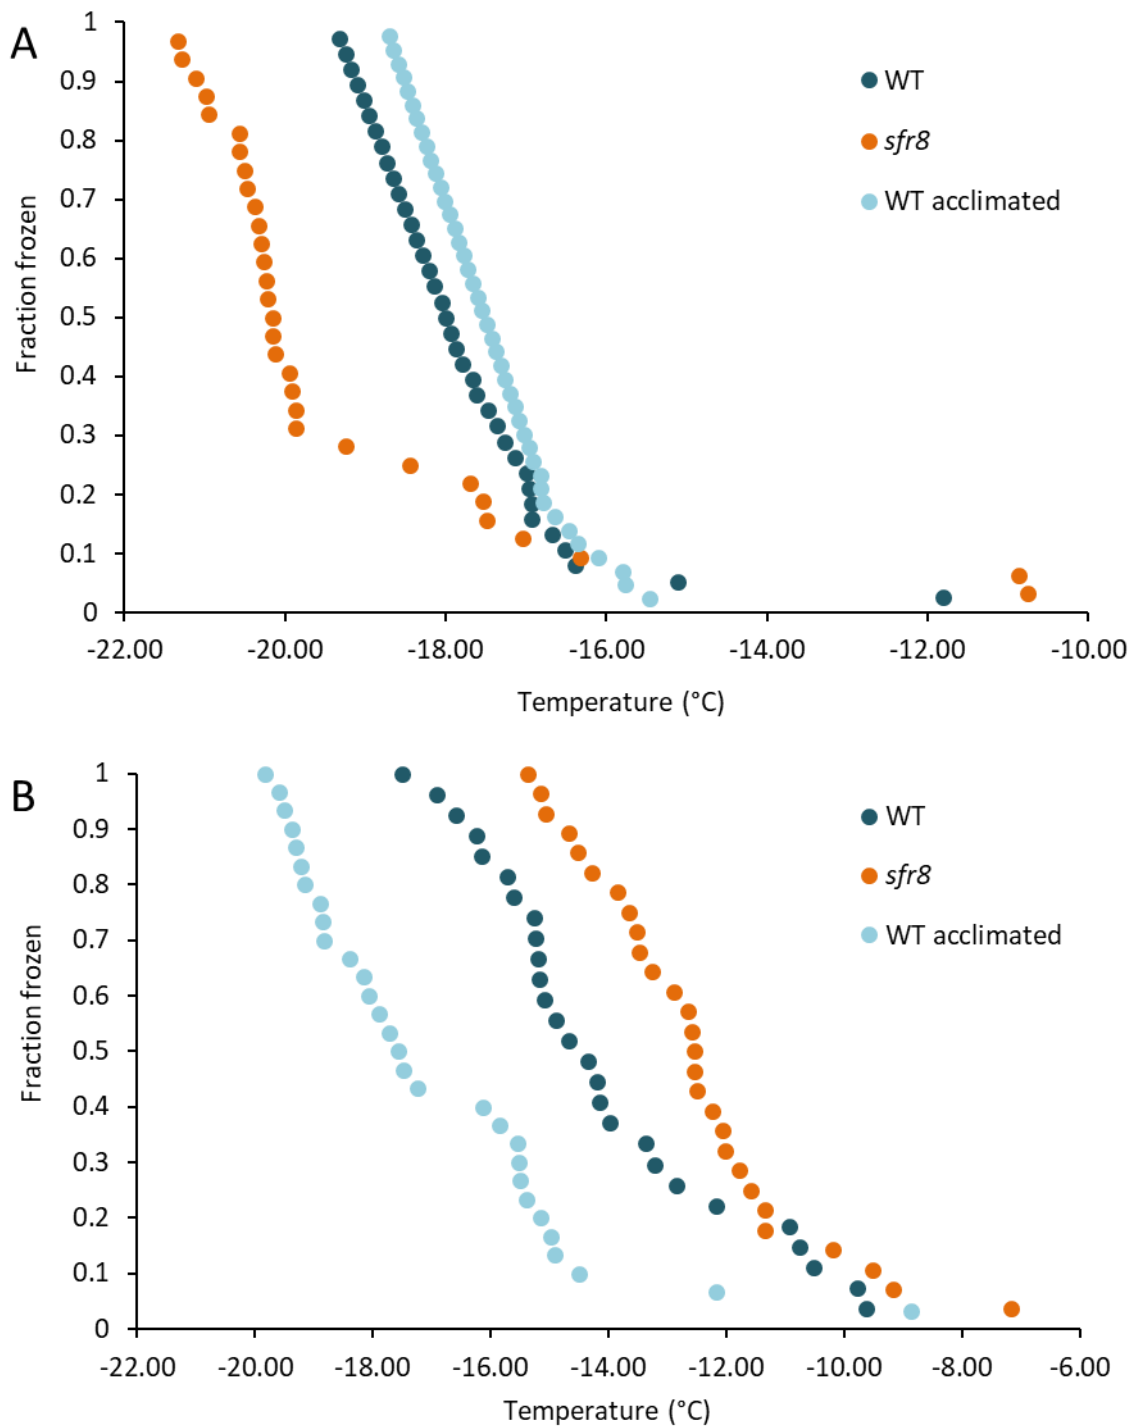 A
1
0.9
0.8
0.7
0.6
0.5
0.4
0.3
0.2
0.1
0
Fraction frozen
WT
sfr8
WT acclimated
-22.00 -20.00 -18.00 -16.00 -14.00 -12.00 -10.00
Temperature (°C)
B
1
0.9
0.8
0.7
0.6
0.5
0.4
0.3
0.2
0.1
0
Fraction frozen
WT
sfr8
WT acclimated
-22.00 -20.00 -18.00 -16.00 -14.00 -12.00 -10.00 -8.00 -6.00
Temperature (°C)